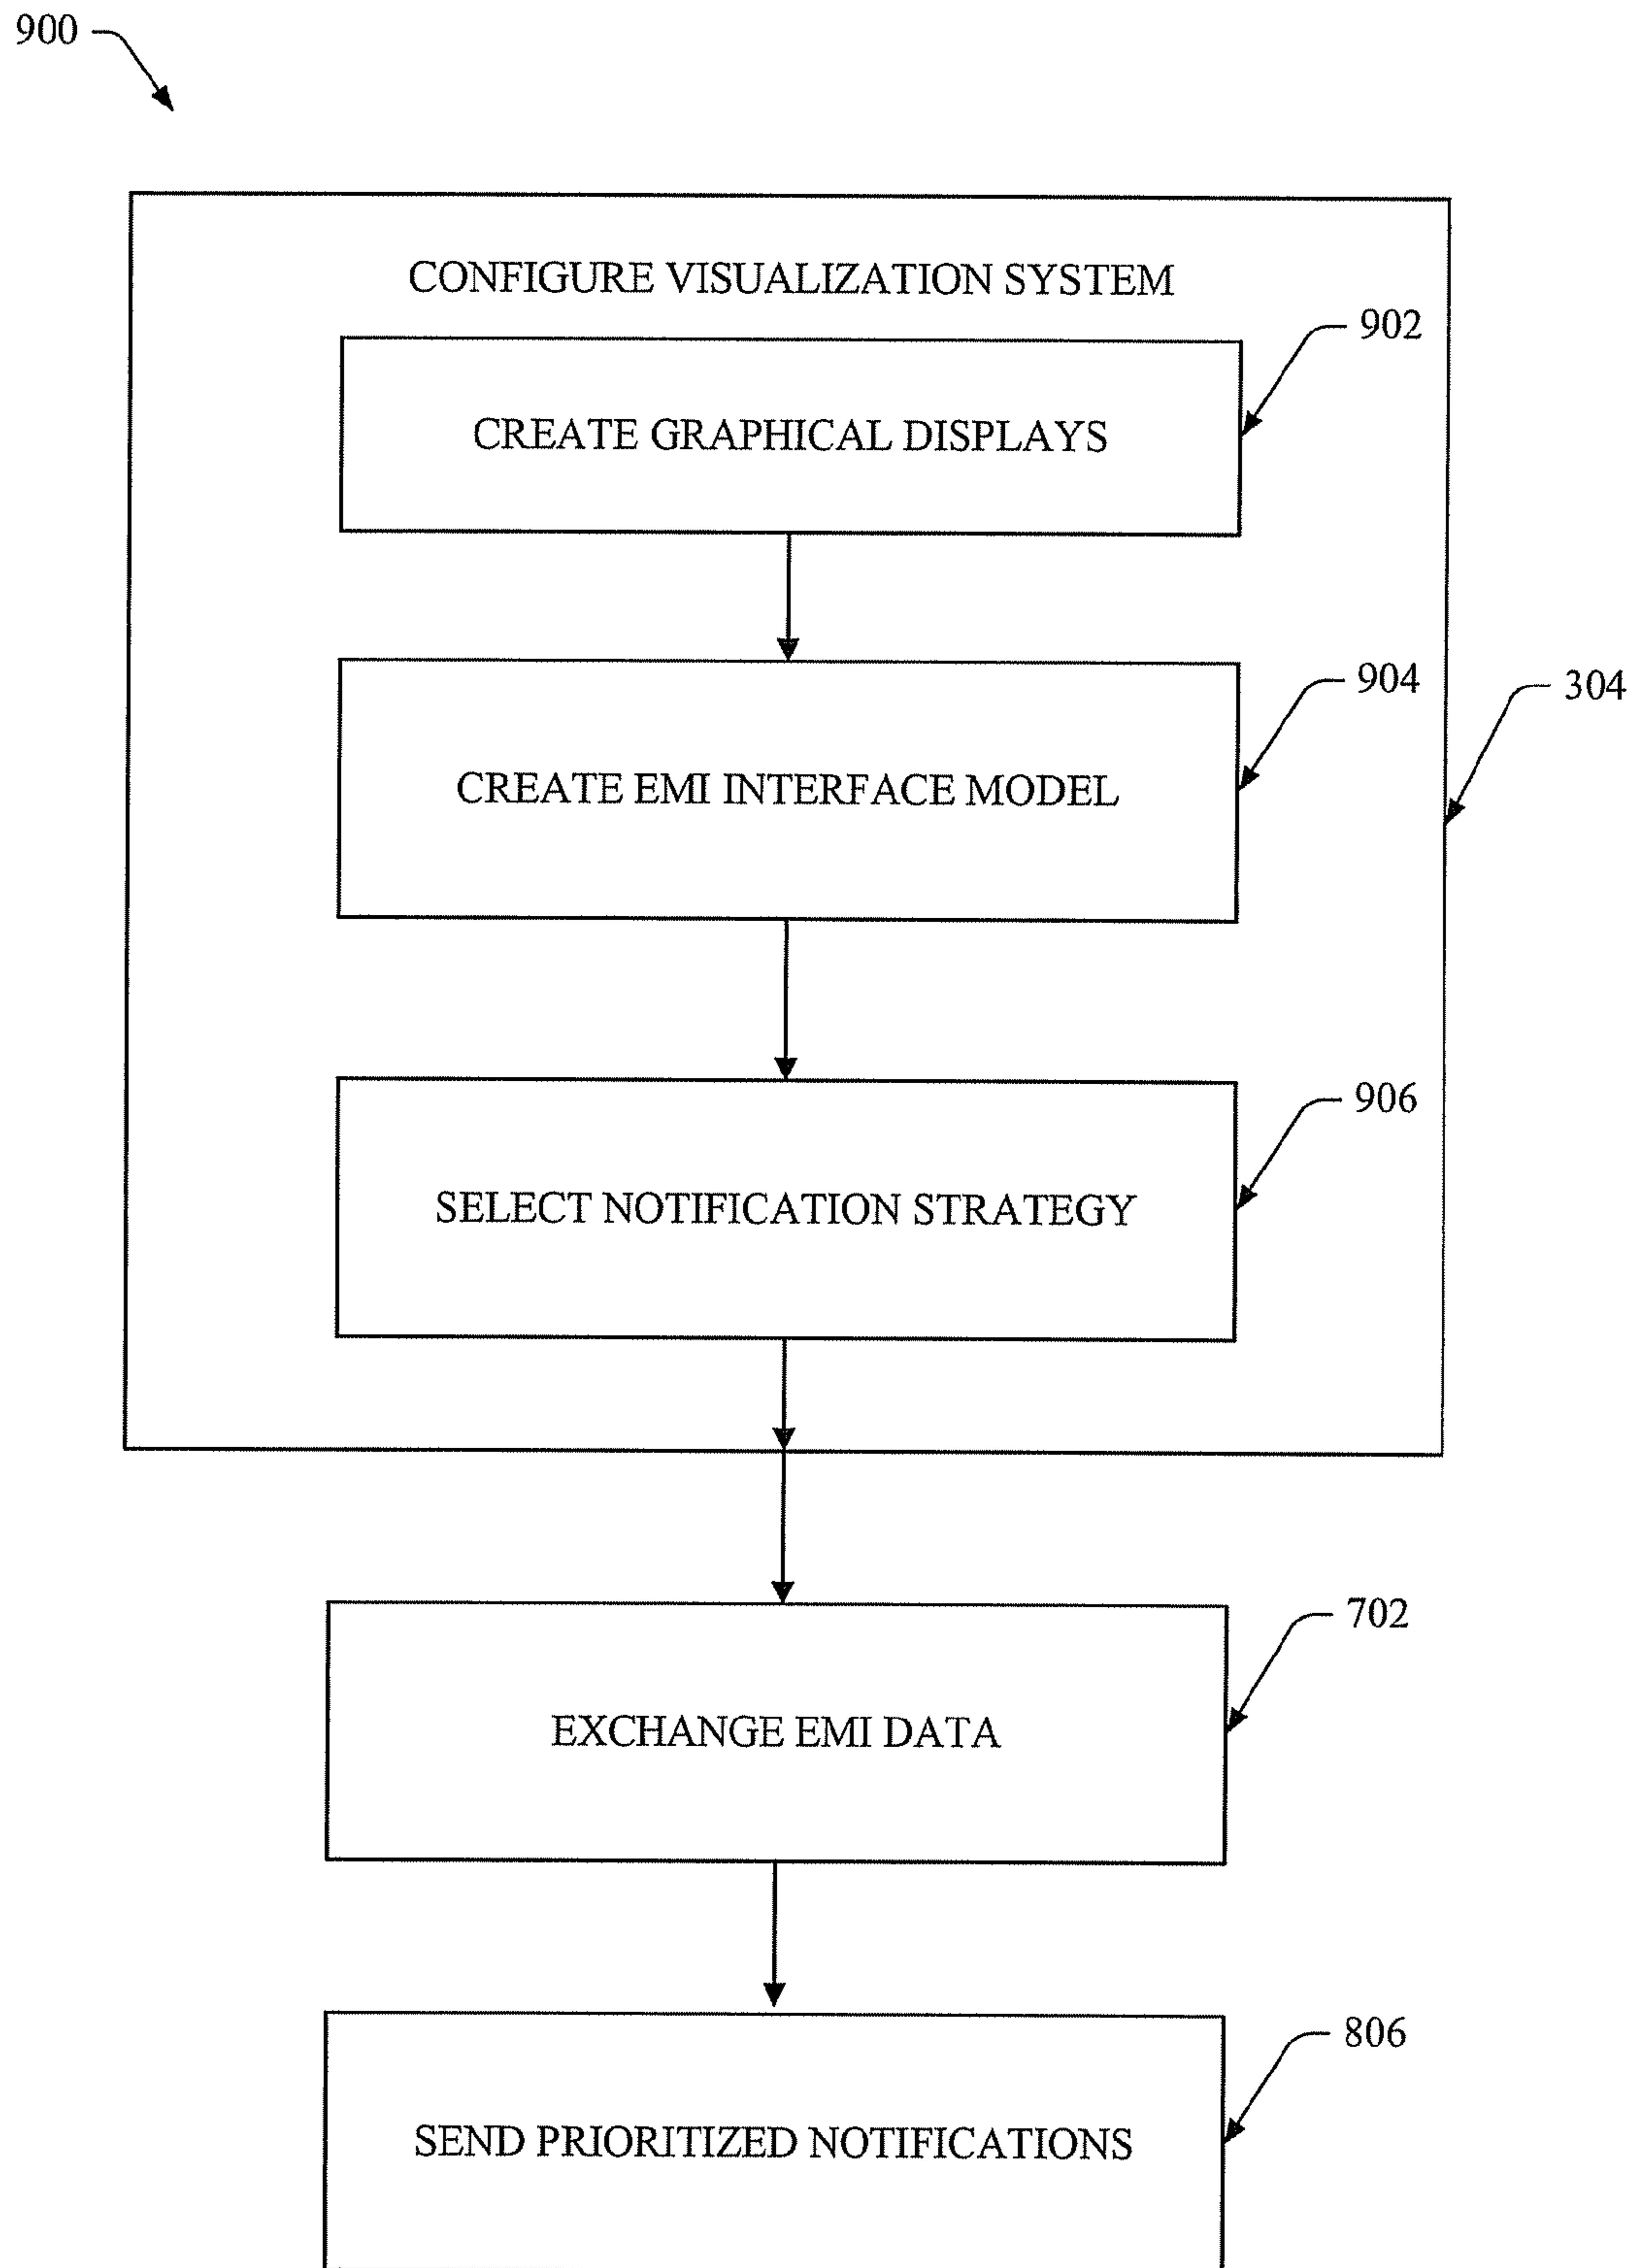 900
CONFIGURE VISUALIZATION SYSTEM
902
CREATE GRAPHICAL DISPLAYS
904
304
CREATE EMI INTERFACE MODEL
906
SELECT NOTIFICATION STRATEGY
702
EXCHANGE EMI DATA
806
SEND PRIORITIZED NOTIFICATIONS